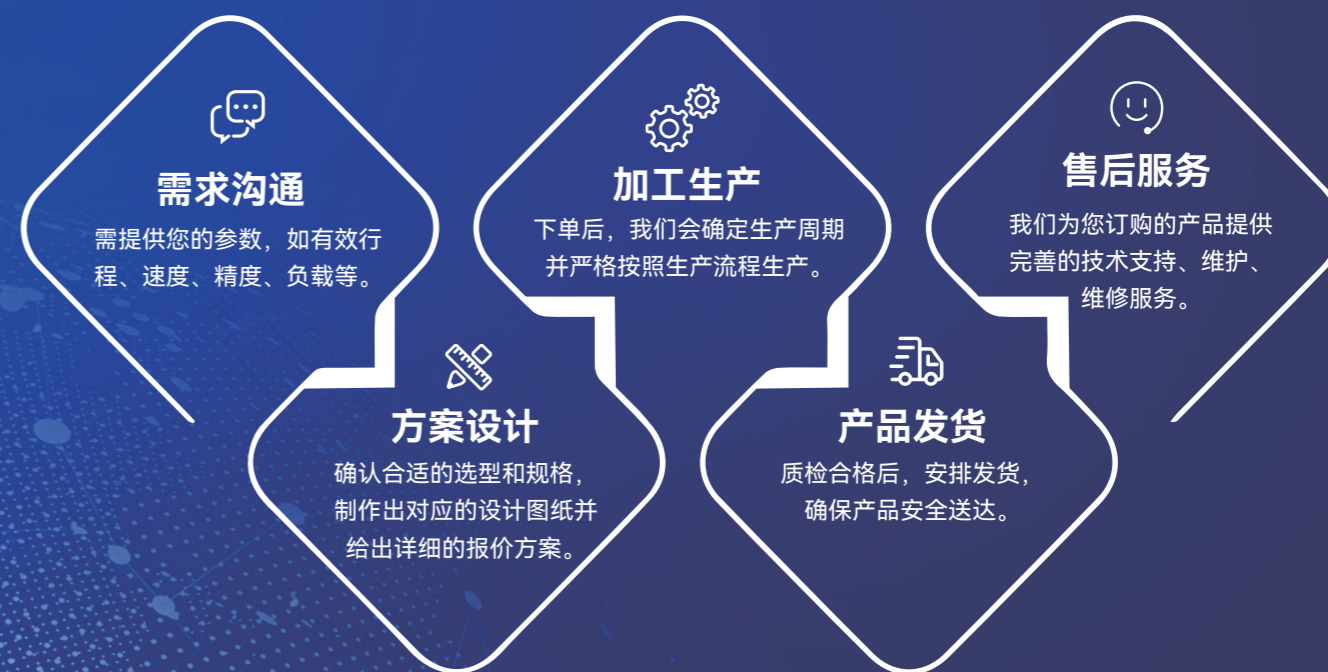 需求沟通
需提供您的参数，如有效行
程、速度、精度、负载等。
方案设计
确认合适的选型和规格，
制作出对应的设计图纸并
给出详细的报价方案。
加工生产
下单后，我们会确定生产周期
并严格按照生产流程生产。
产品发货
质检合格后，安排发货，
确保产品安全送达。
售后服务
我们为您订购的产品提供
完善的技术支持、维护、
维修服务。